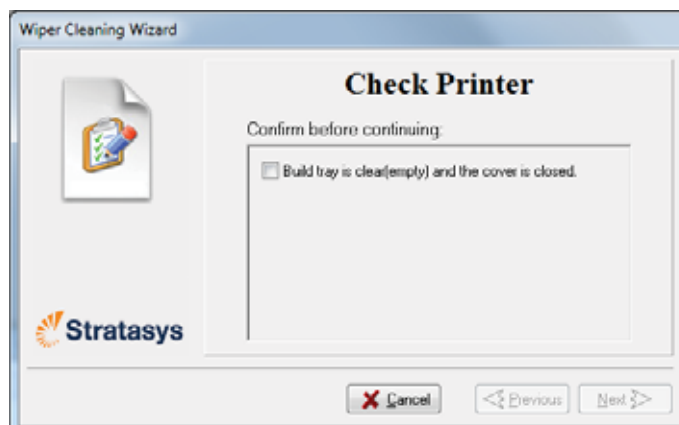 Wiper Cleaning Wizard
Check Printer
Confirm before continuing:
Build tray is clear(empty) and the cover is closed.
Stratasys
Cancel
Previous
Next